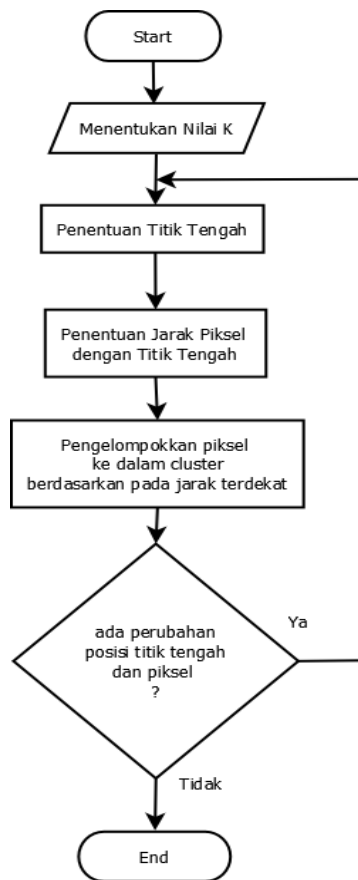 Start
Menentukan Nilai K
Penentuan Titik Tengah
Penentuan Jarak Piksel
dengan Titik Tengah
Pengelompokkan piksel
ke dalam cluster
berdasarkan pada jarak terdekat
ada perubahan
posisi titik tengah
dan piksel
?
Ya
Tidak
End